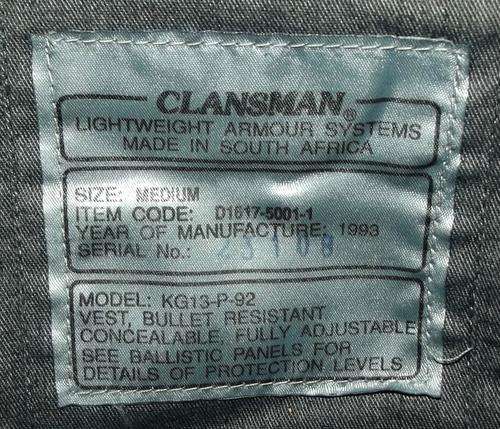 CLANSMAN®
LIGHTWEIGHT ARMOUR SYSTEMS
MADE IN SOUTH AFRICA
SIZE: MEDIUM
ITEM CODE: D1617-5001-1
YEAR OF MANUFACTURE: 1993
SERIAL No.:
MODEL: KG13-P-92
VEST, BULLET RESISTANT
CONCEALABLE, FULLY ADJUSTABLE
SEE BALLISTIC PANELS FOR
DETAILS OF PROTECTION LEVELS